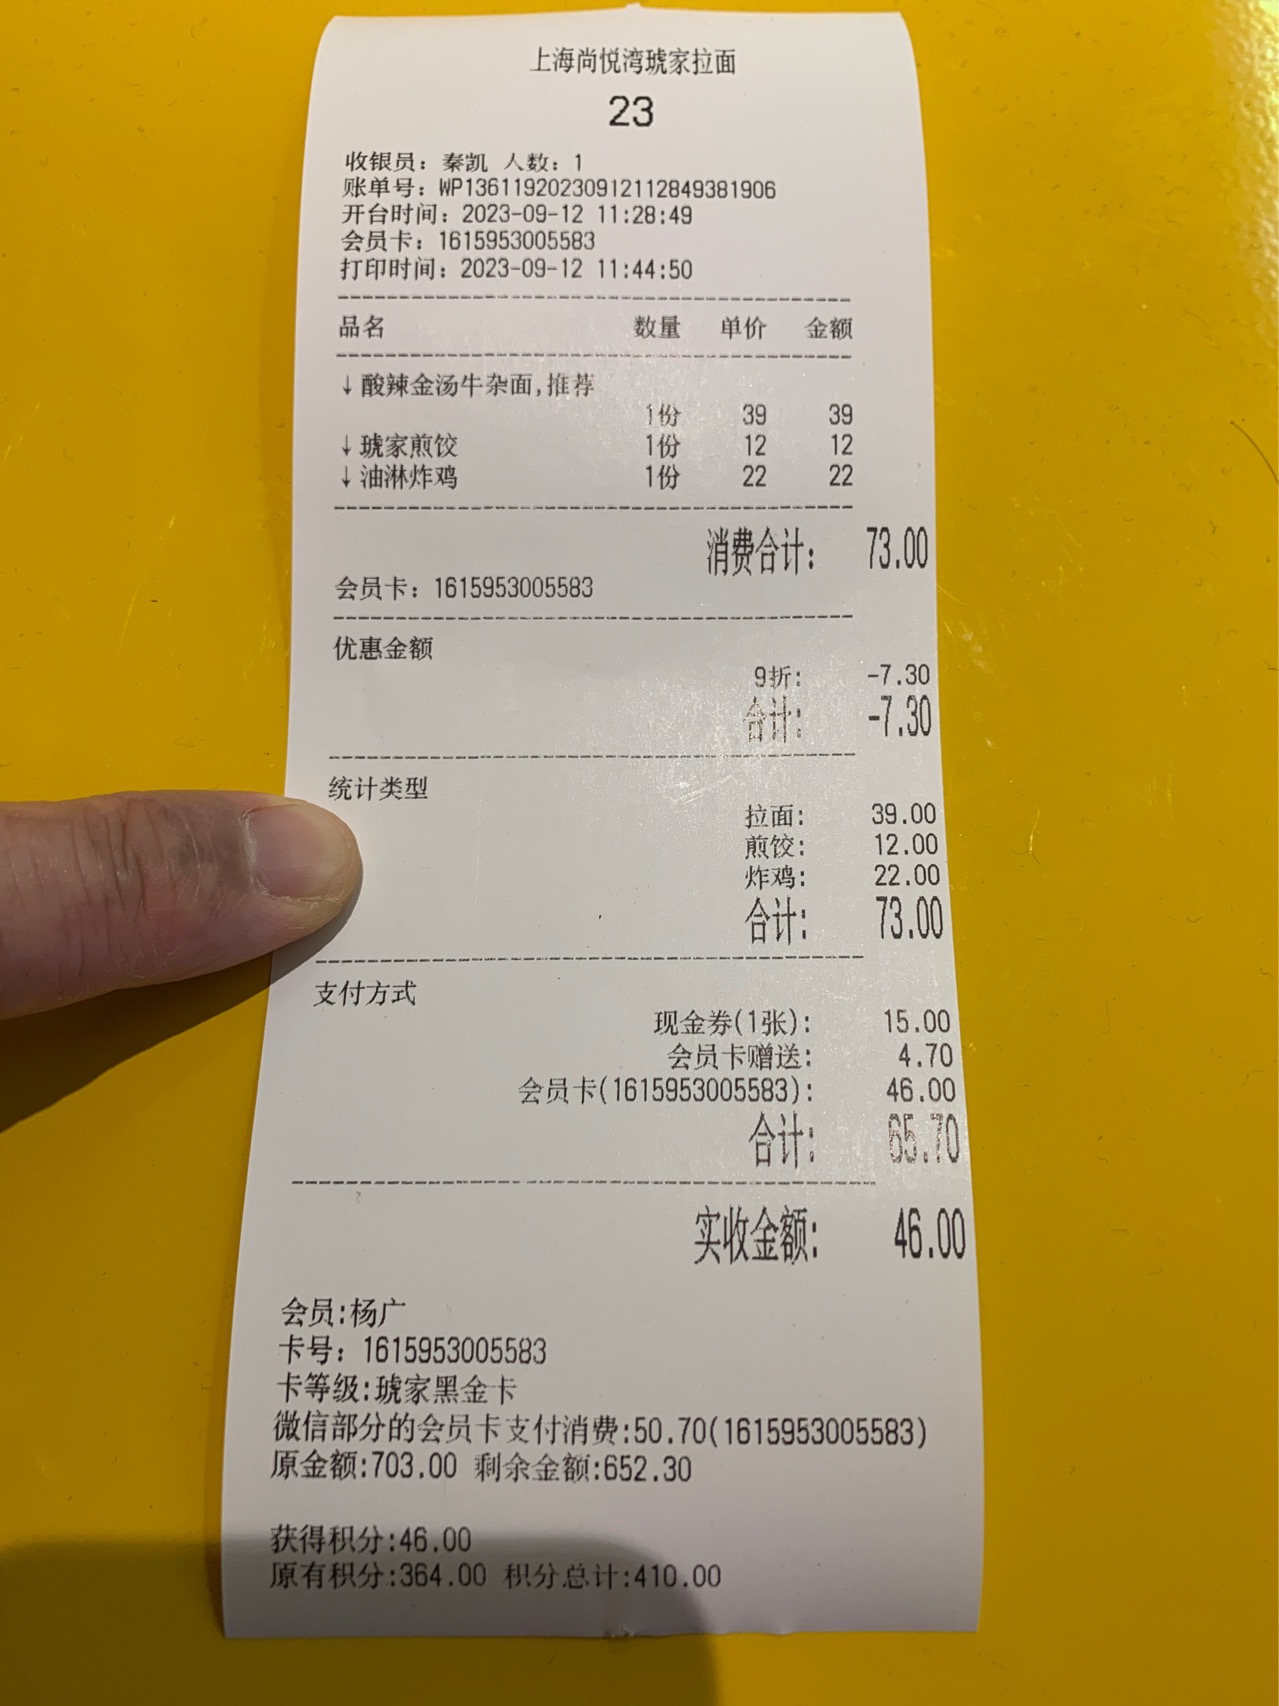 上海尚悦湾琥家拉面
23
收银员：秦凯 人数：1
账单号：WP13611920230912112849381906
开台时间：2023-09-12 11:28:49
会员卡：1615953005583
打印时间：2023-09-12 11:44:50
品名 数量 单价 金额
↓酸辣金汤牛杂面,推荐
1份 39 39
↓琥家煎饺 1份 12 12
↓油淋炸鸡 1份 22 22
消费合计： 73.00
会员卡：1615953005583
优惠金额
9折: -7.30
合计: -7.30
统计类型
拉面: 39.00
煎饺: 12.00
炸鸡: 22.00
合计: 73.00
支付方式
现金券(1张): 15.00
会员卡赠送: 4.70
会员卡(1615953005583): 46.00
合计: 65.70
实收金额: 46.00
会员:杨广
卡号：1615953005583
卡等级:琥家黑金卡
微信部分的会员卡支付消费:50.70(1615953005583)
原金额:703.00 剩余金额:652.30
获得积分:46.00
原有积分:364.00 积分总计:410.00